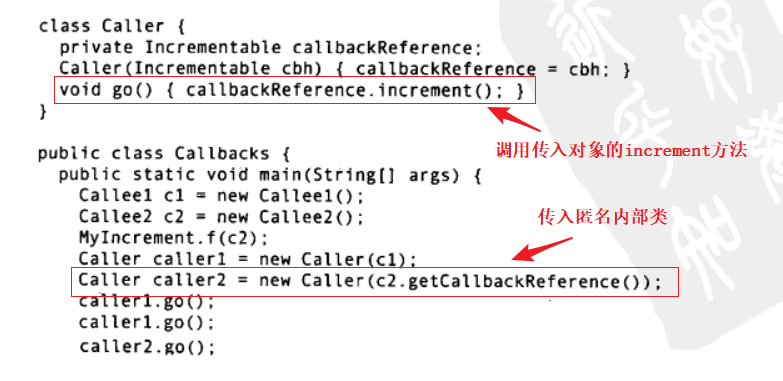 class Caller {
private Incrementable callbackReference;
Caller(Incrementable cbh) { callbackReference = cbh; }
void go() { callbackReference.increment(); }
}
调用传入对象的increment方法
public class Callbacks {
public static void main(String[] args) {
Callee1 c1 = new Callee1();
Callee2 c2 = new Callee2();
传入匿名内部类
MyIncrement.f(c2);
Caller caller1 = new Caller(c1);
Caller caller2 = new Caller(c2.getCallbackReference());
caller1.go();
caller1.go();
caller2.go();